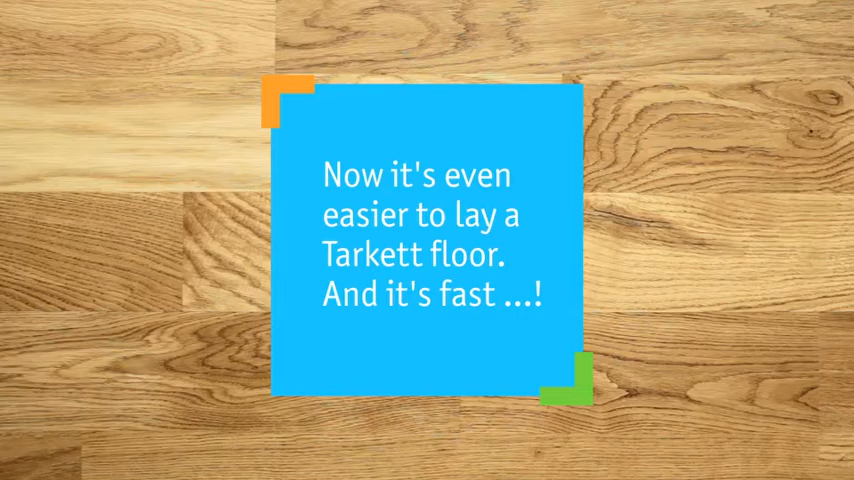 Now it's even
easier to lay a
Tarkett floor.
And it's fast ...!